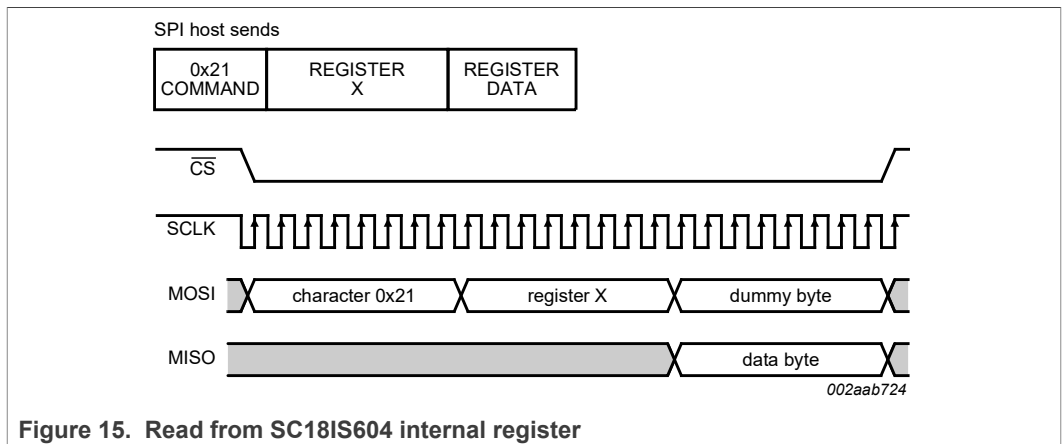 SPI host sends
0x21
COMMAND
REGISTER
X
REGISTER
DATA
CS
SCLK
MOSI
character 0x21
register X
dummy byte
MISO
data byte
002aab724
Figure 15. Read from SC18IS604 internal register